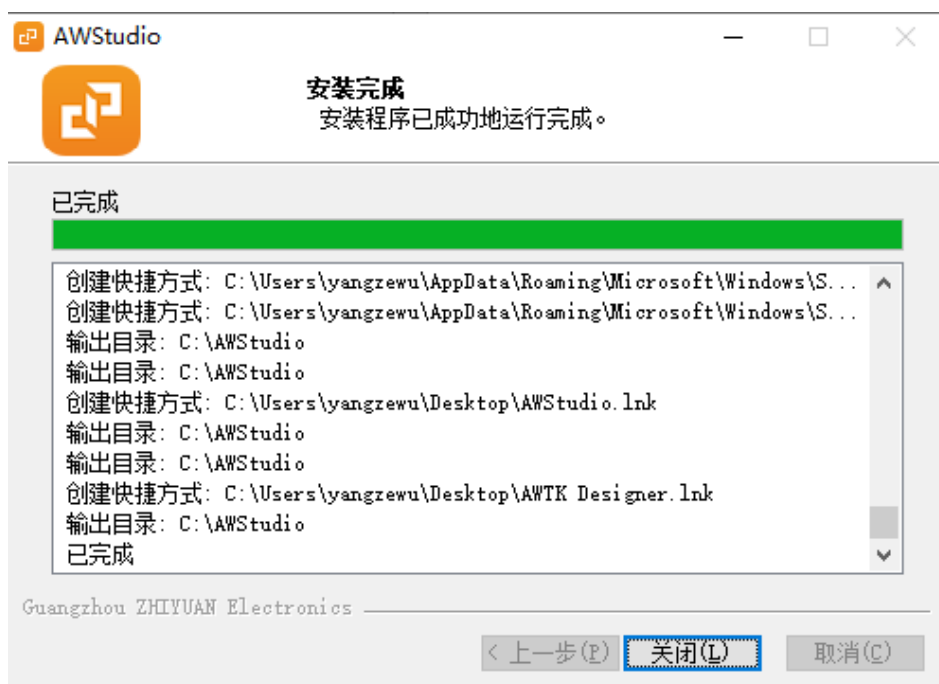 AWStudio
安装完成
安装程序已成功地运行完成。
已完成
创建快捷方式: C:\Users\yangzewu\AppData\Roaming\Microsoft\Windows\S...
创建快捷方式: C:\Users\yangzewu\AppData\Roaming\Microsoft\Windows\S...
输出目录: C:\AWStudio
输出目录: C:\AWStudio
创建快捷方式: C:\Users\yangzewu\Desktop\AWStudio.lnk
输出目录: C:\AWStudio
输出目录: C:\AWStudio
创建快捷方式: C:\Users\yangzewu\Desktop\AWTK Designer.lnk
输出目录: C:\AWStudio
已完成
Guangzhou ZHIYUAN Electronics
< 上一步(P) 关闭(L) 取消(C)